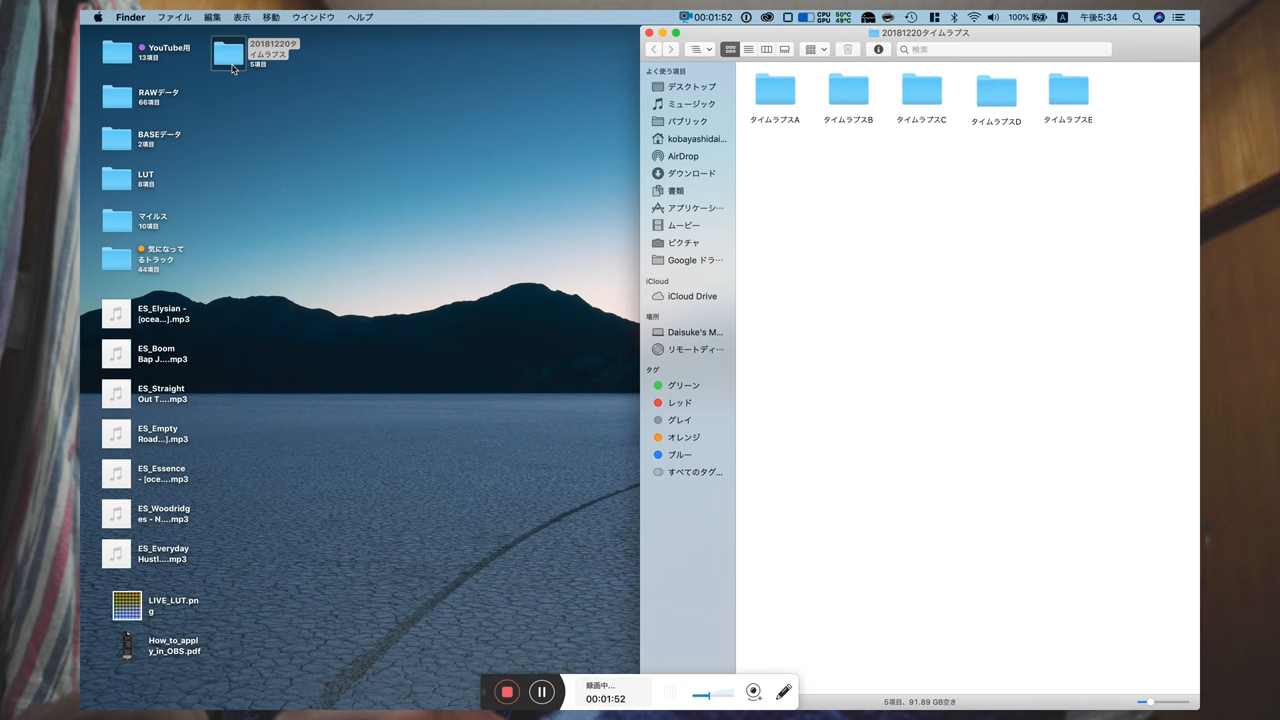 Finder ファイル 編集 表示 移動 ウインドウ ヘルプ
00:01:52 CPU GPU 50°C 49°C 100% A 午後5:34
YouTube用
13項目
20181220タ
イムラプス
5項目
RAWデータ
66項目
BASEデータ
2項目
LUT
8項目
マイルス
10項目
気になって
るトラック
44項目
ES_Elysian -
[ocea...].mp3
ES_Boom
Bap J....mp3
ES_Straight
Out T....mp3
ES_Empty
Road...].mp3
ES_Essence
- [oce....mp3
ES_Woodridg
es - N....mp3
ES_Everyday
Hustl....mp3
LIVE_LUT.pn
g
How_to_appl
y_in_OBS.pdf
20181220タイムラプス
検索
よく使う項目
デスクトップ
ミュージック
パブリック
kobayashidai...
AirDrop
ダウンロード
書類
アプリケーシ…
ムービー
ピクチャ
Google ドラ…
iCloud
iCloud Drive
場所
Daisuke's M...
リモートディ…
タグ
グリーン
レッド
グレイ
オレンジ
ブルー
すべてのタグ...
タイムラプスA
タイムラプスB
タイムラプスC
タイムラプスD
タイムラプスE
5項目、91.89 GB空き
録画中...
00:01:52